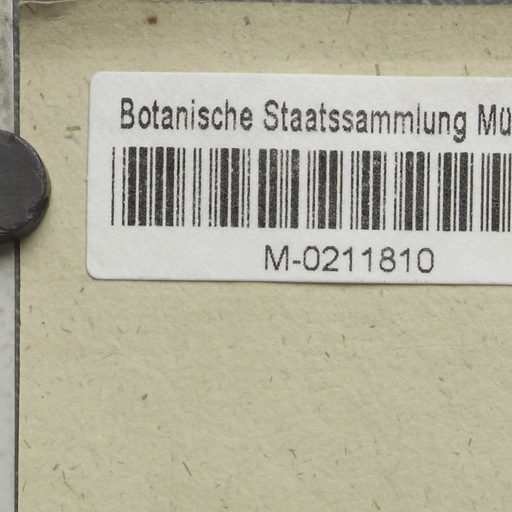 Botanische Staatssammlung Mü
M-0211810